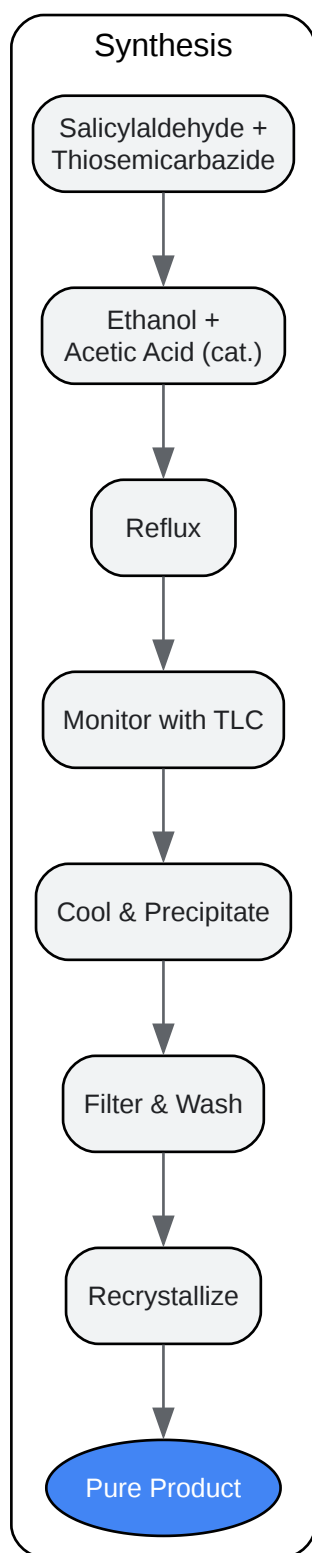 Synthesis
Salicylaldehyde +
Thiosemicarbazide
Ethanol +
Acetic Acid (cat.)
Reflux
Monitor with TLC
Cool & Precipitate
Filter & Wash
Recrystallize
Pure Product